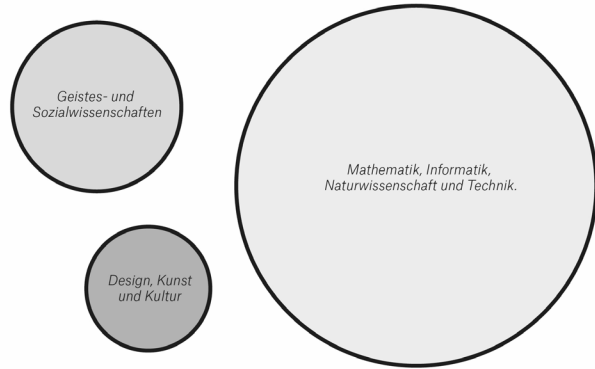 Geistes- und
Sozialwissenschaften
Mathematik, Informatik,
Naturwissenschaft und Technik.
Design, Kunst
und Kultur